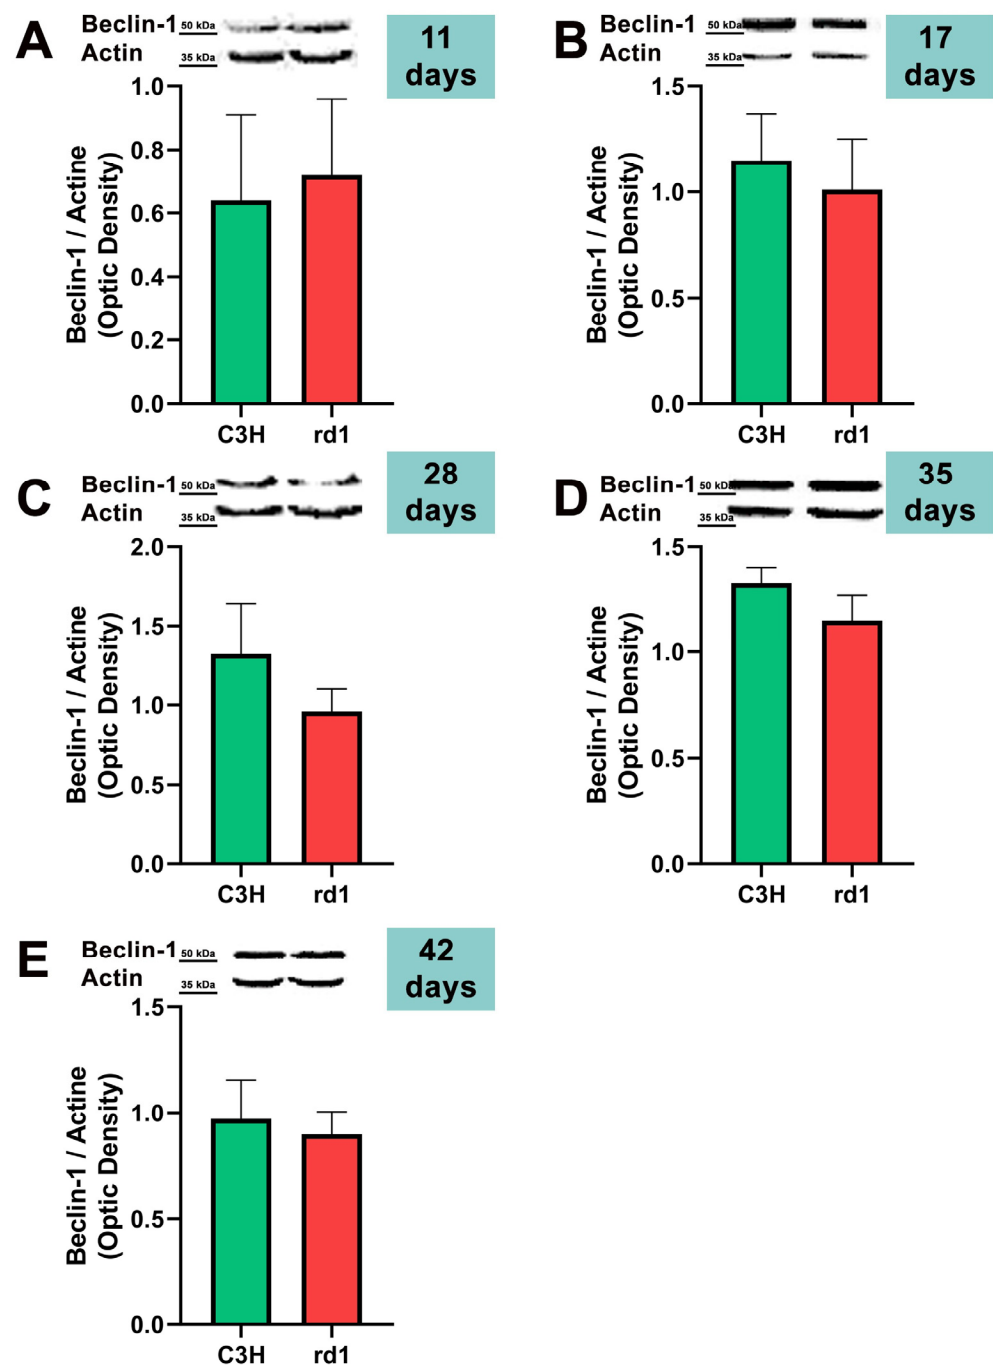 A
Beclin-1
50 kDa
Actin
35 kDa
11
days
Beclin-1 / Actine
(Optic Density)
1.0
0.8
0.6
0.4
0.2
0.0
C3H
rd1
B
Beclin-1
50 kDa
Actin
35 kDa
17
days
Beclin-1 / Actine
(Optic Density)
1.5
1.0
0.5
0.0
C3H
rd1
C
Beclin-1
50 kDa
Actin
35 kDa
28
days
Beclin-1 / Actine
(Optic Density)
2.0
1.5
1.0
0.5
0.0
C3H
rd1
D
Beclin-1
50 kDa
Actin
35 kDa
35
days
Beclin-1 / Actine
(Optic Density)
1.5
1.0
0.5
0.0
C3H
rd1
E
Beclin-1
50 kDa
Actin
35 kDa
42
days
Beclin-1 / Actine
(Optic Density)
1.5
1.0
0.5
0.0
C3H
rd1